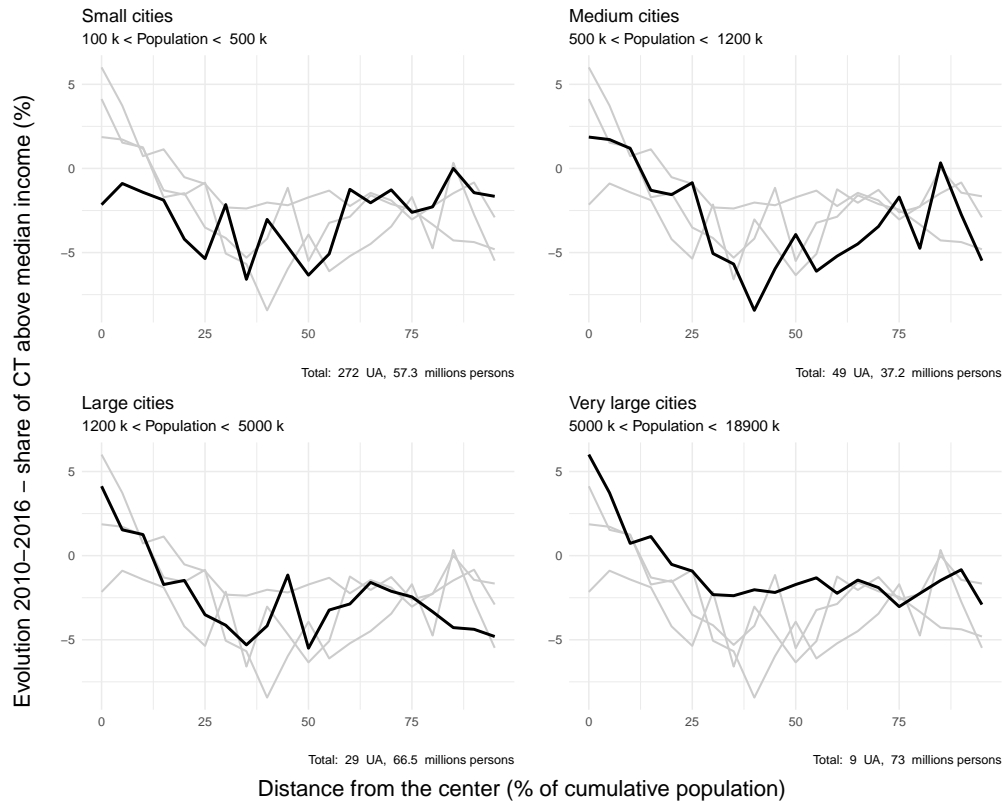 Small cities
100 k < Population < 500 k
Medium cities
500 k < Population < 1200 k
5
0
−5
0
25
50
75
0
25
50
75
Total: 272 UA, 57.3 millions persons
Total: 49 UA, 37.2 millions persons
Large cities
1200 k < Population < 5000 k
Very large cities
5000 k < Population < 18900 k
5
0
−5
5
0
−5
5
0
−5
0
25
50
75
0
25
50
75
Total: 29 UA, 66.5 millions persons
Total: 9 UA, 73 millions persons
Distance from the center (% of cumulative population)
Evolution 2010−2016 − share of CT above median income (%)